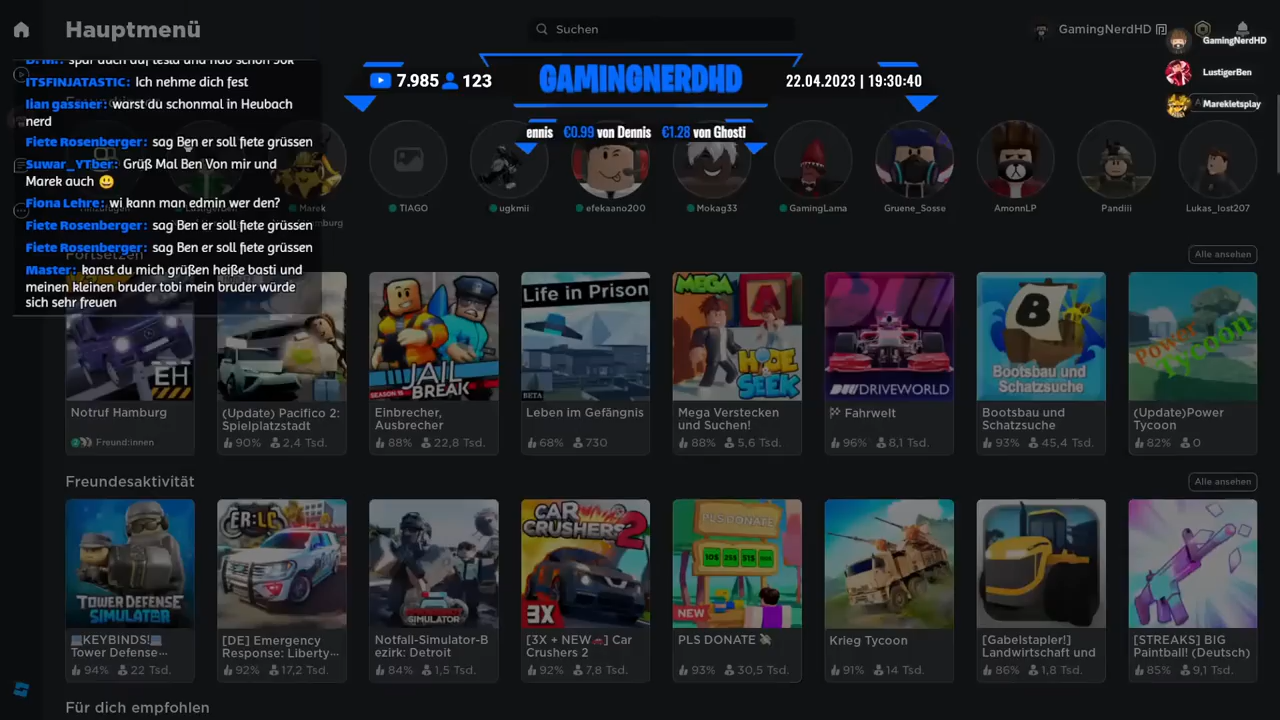 Hauptmenü
Suchen
GamingNerdHD
GamingNerdHD
LustigerBen
Marekletsplay
7.985 123
GAMINGNERDHD
22.04.2023 | 19:30:40
ennis €0.99 von Dennis €1.28 von Ghosti
ITSFINJATASTIC: Ich nehme dich fest
lian gassner: warst du schonmal in Heubach
nerd
Fiete Rosenberger: sag Ben er soll fiete grüssen
Suwar_YTber: Grüß Mal Ben Von mir und
Marek auch 😃
Fiona Lehre: wi kann man edmin wer den?
Fiete Rosenberger: sag Ben er soll fiete grüssen
Fiete Rosenberger: sag Ben er soll fiete grüssen
Master: kanst du mich grüßen heiße basti und
meinen kleinen bruder tobi mein bruder würde
sich sehr freuen
Marek
TIAGO
ugkmii
efekaano200
Mokag33
GamingLama
Gruene_Sosse
AmonnLP
Pandiii
Lukas_lost207
Fortsetzen
Alle ansehen
EH
JAIL
BREAK
SEASON 16
Life in Prison
BETA
MEGA
HIDE
SEEK
DRIVEWORLD
B
Bootsbau und
Schatzsuche
Power
Tycoon
Notruf Hamburg
Freund:innen
(Update) Pacifico 2:
Spielplatzstadt
90% 2,4 Tsd.
Einbrecher,
Ausbrecher
88% 22,8 Tsd.
Leben im Gefängnis
68% 730
Mega Verstecken
und Suchen!
88% 5,6 Tsd.
🏁 Fahrwelt
96% 8,1 Tsd.
Bootsbau und
Schatzsuche
93% 45,4 Tsd.
(Update)Power
Tycoon
82% 0
Freundesaktivität
Alle ansehen
TOWER DEFENSE
SIMULATOR
ER:LC
SIMULATOR
CAR
CRUSHERS 2
3X
PLS DONATE
NEW
💻KEYBINDS!💻
Tower Defense…
94% 22 Tsd.
[DE] Emergency
Response: Liberty…
92% 17,2 Tsd.
Notfall-Simulator-B
ezirk: Detroit
84% 1,5 Tsd.
[3X + NEW🚗] Car
Crushers 2
92% 7,8 Tsd.
PLS DONATE 💸
93% 30,5 Tsd.
Krieg Tycoon
91% 14 Tsd.
[Gabelstapler!]
Landwirtschaft und
86% 1,8 Tsd.
[STREAKS] BIG
Paintball! (Deutsch)
85% 9,1 Tsd.
Für dich empfohlen